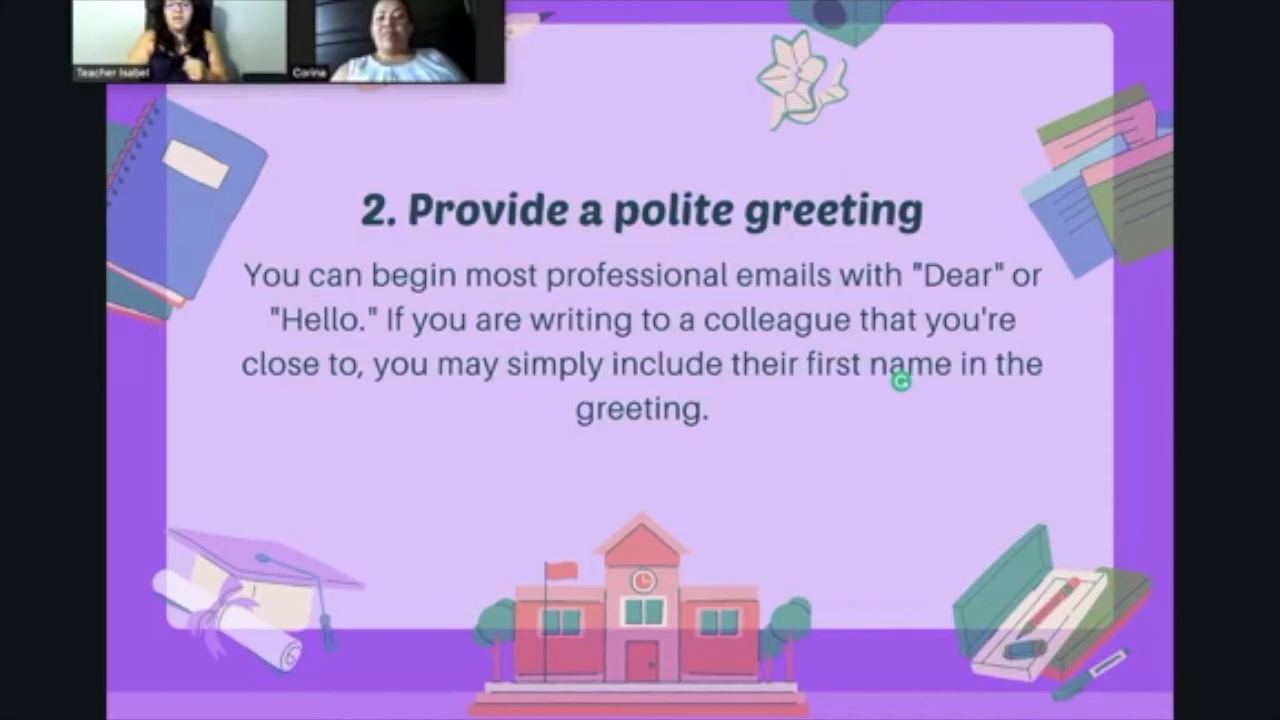 Teacher Isabel
Corina
2. Provide a polite greeting
You can begin most professional emails with "Dear" or
"Hello." If you are writing to a colleague that you're
close to, you may simply include their first name in the
greeting.